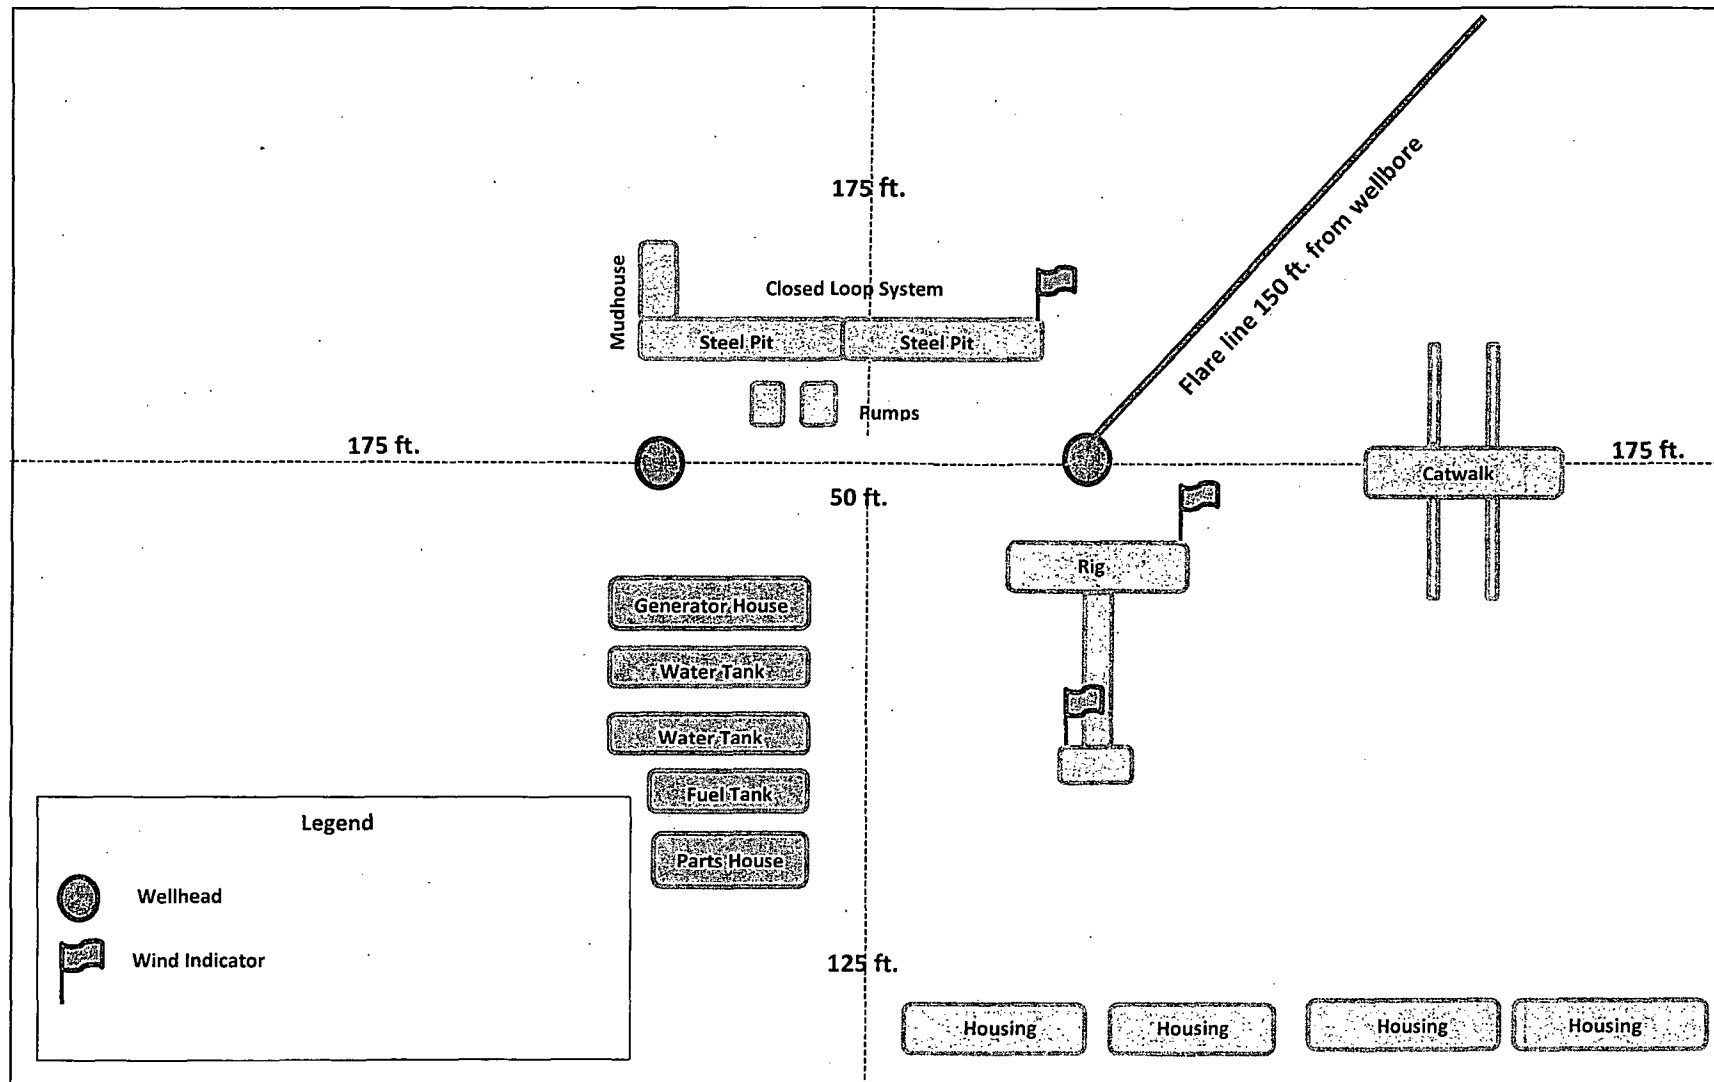 175 ft.
Flare line 150 ft. from wellbore
Mudhouse
Closed Loop System
Steel Pit
Steel Pit
Pumps
175 ft.
175 ft.
Catwalk
50 ft.
Rig
Generator House
Water Tank
Water Tank
Fuel Tank
Parts House
Legend
Wellhead
Wind Indicator
125 ft.
Housing
Housing
Housing
Housing